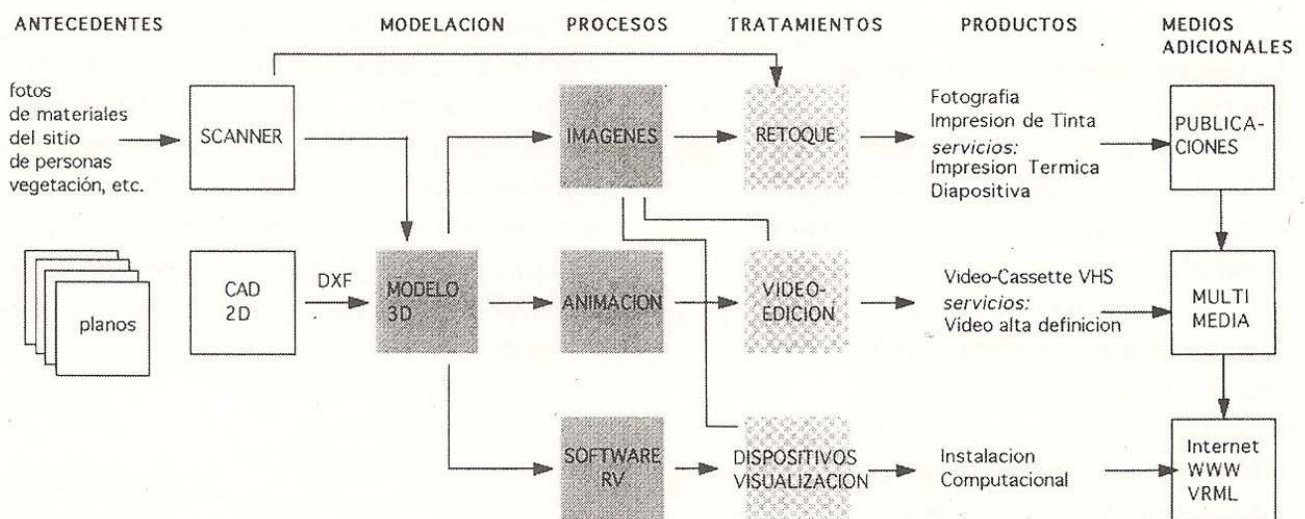 ANTECEDENTES
MODELACION
PROCESOS
TRATAMIENTOS
PRODUCTOS
MEDIOS
ADICIONALES
fotos
de materiales
del sitio
de personas
vegetación, etc.
SCANNER
IMAGENES
RETOQUE
Fotografia
Impresion de Tinta
servicios:
Impresion Termica
Diapositiva
PUBLICA-
CIONES
planos
CAD
2D
DXF
MODELO
3D
ANIMACION
VIDEO-
EDICION
Video-Cassette VHS
servicios:
Video alta definicion
MULTI
MEDIA
SOFTWARE
RV
DISPOSITIVOS
VISUALIZACION
Instalacion
Computacional
Internet
WWW
VRML